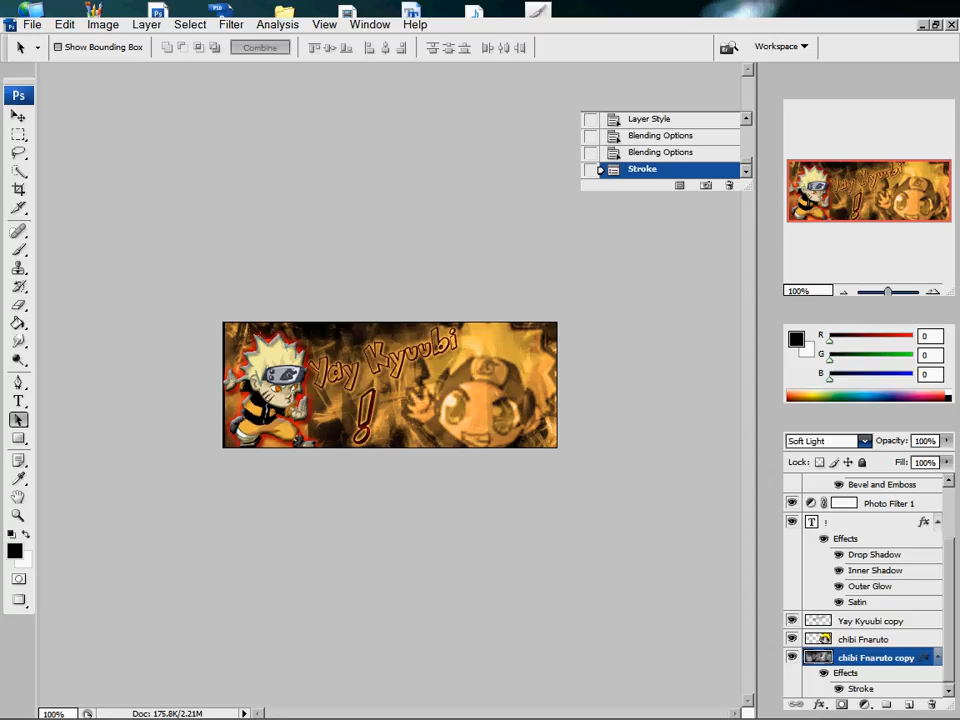 File Edit Image Layer Select Filter Analysis View Window Help
Show Bounding Box Combine Workspace
Ps
Layer Style
Blending Options
Blending Options
Stroke
100%
Yay Kyuubi
!
R 0
G 0
B 0
Soft Light Opacity: 100%
Lock: Fill: 100%
Bevel and Emboss
Photo Filter 1
T !
fx
Effects
Drop Shadow
Inner Shadow
Outer Glow
Satin
Yay Kyuubi copy
chibi Fnaruto
chibi Fnaruto copy
Effects
Stroke
100% Doc: 175.8K/2.21M